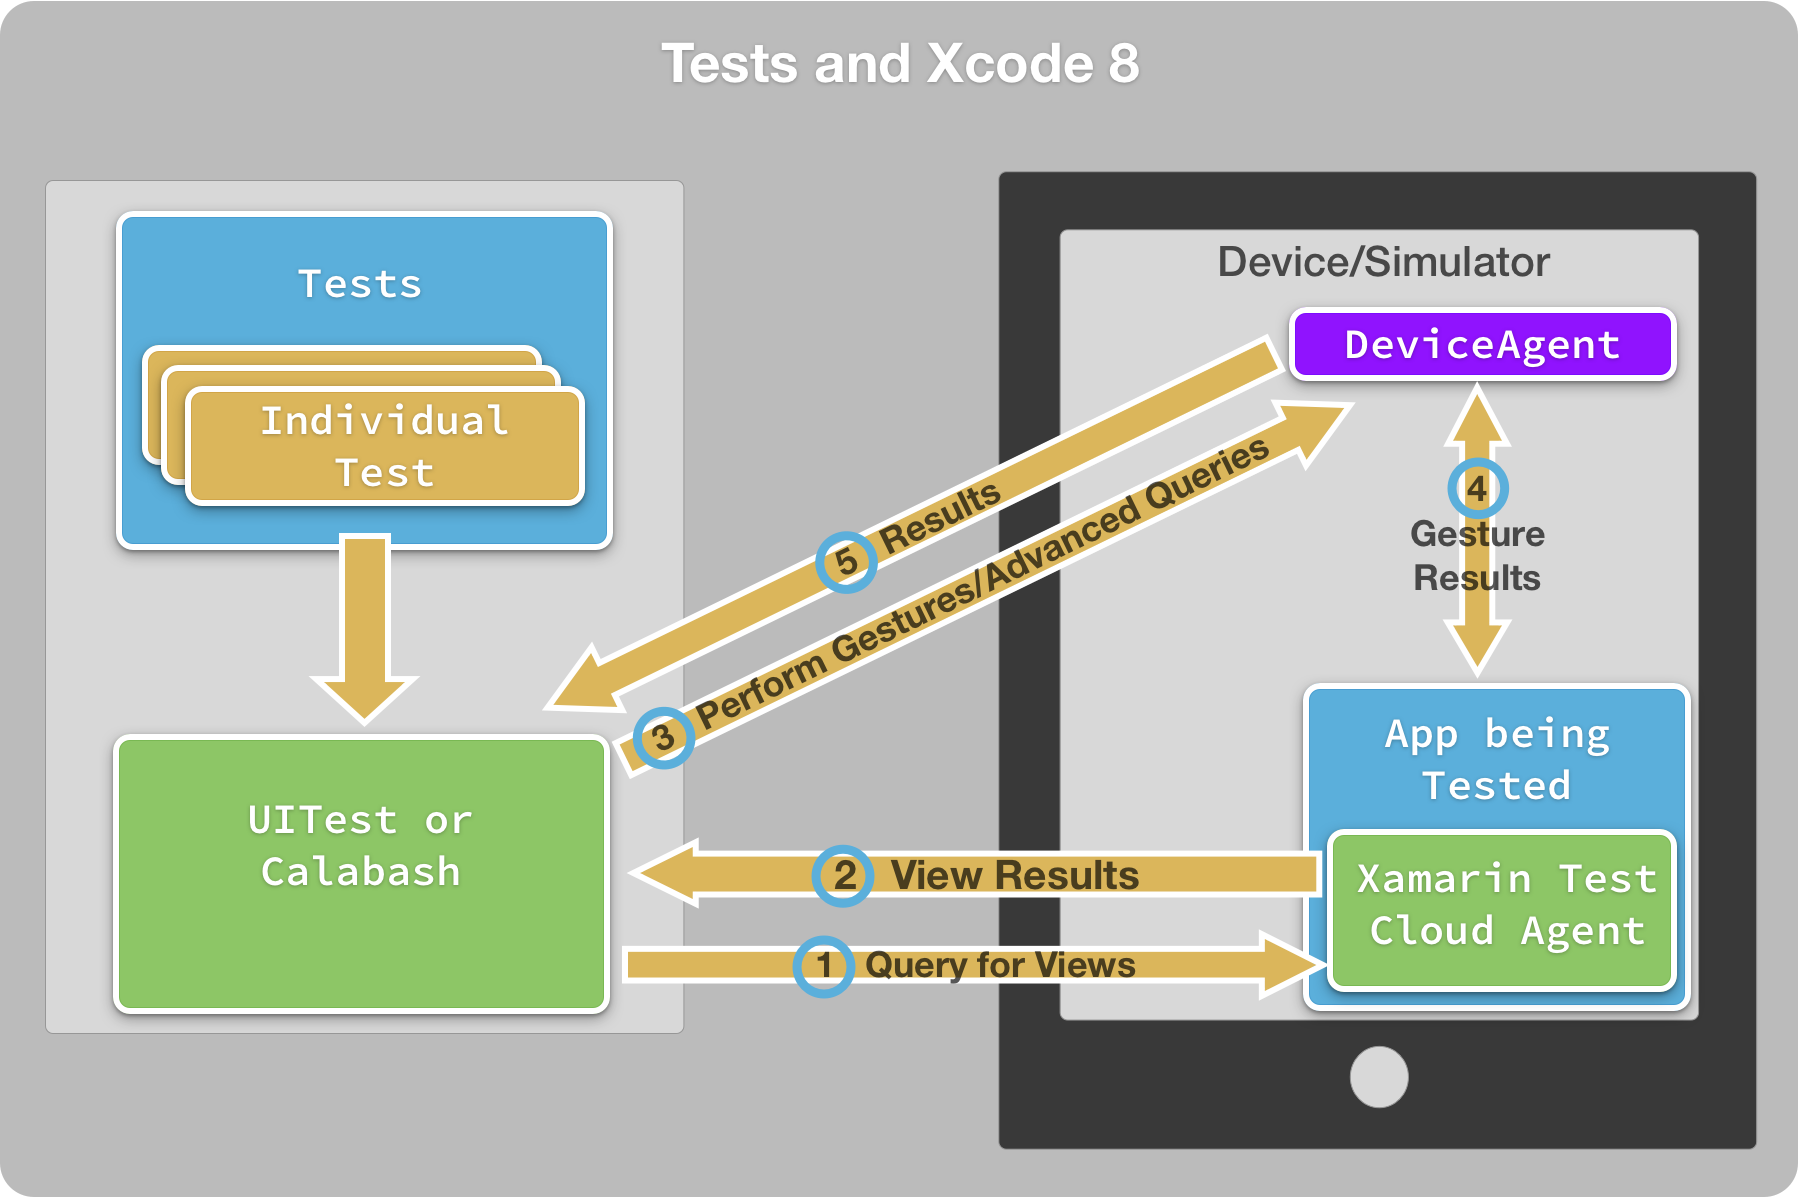 Tests and Xcode 8
Tests
Individual
Test
UITest or
Calabash
Device/Simulator
DeviceAgent
5 Results
3 Perform Gestures/Advanced Queries
4
Gesture
Results
2 View Results
1 Query for Views
App being
Tested
Xamarin Test
Cloud Agent